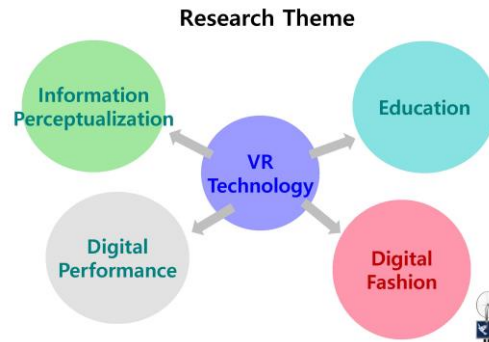 Research Theme
Information
Perceptualization
Education
VR
Technology
Digital
Performance
Digital
Fashion